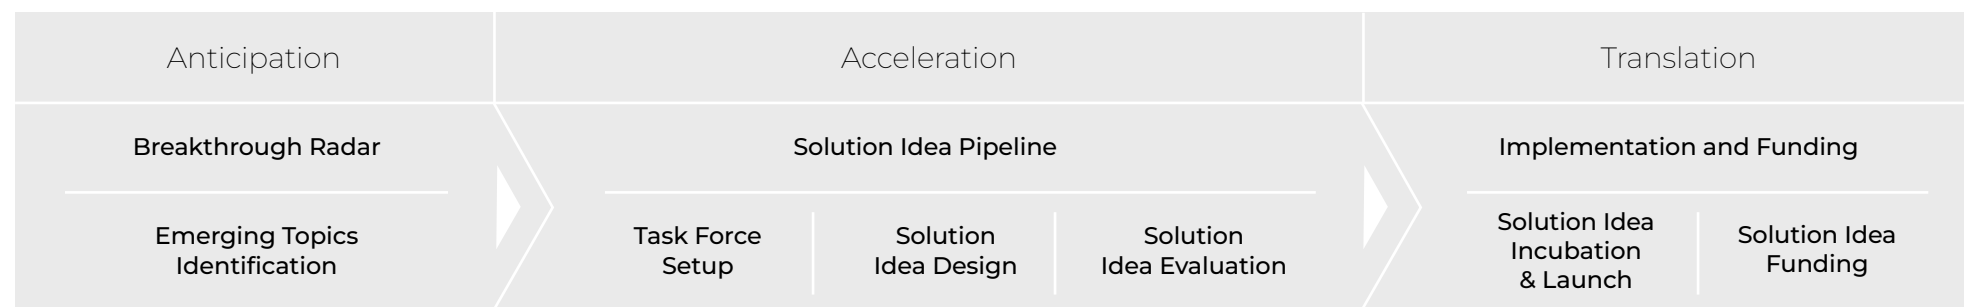 Anticipation
Acceleration
Translation
Breakthrough Radar
Solution Idea Pipeline
Implementation and Funding
Emerging Topics
Identification
Task Force
Setup
Solution
Idea Design
Solution
Idea Evaluation
Solution Idea
Incubation
& Launch
Solution Idea
Funding